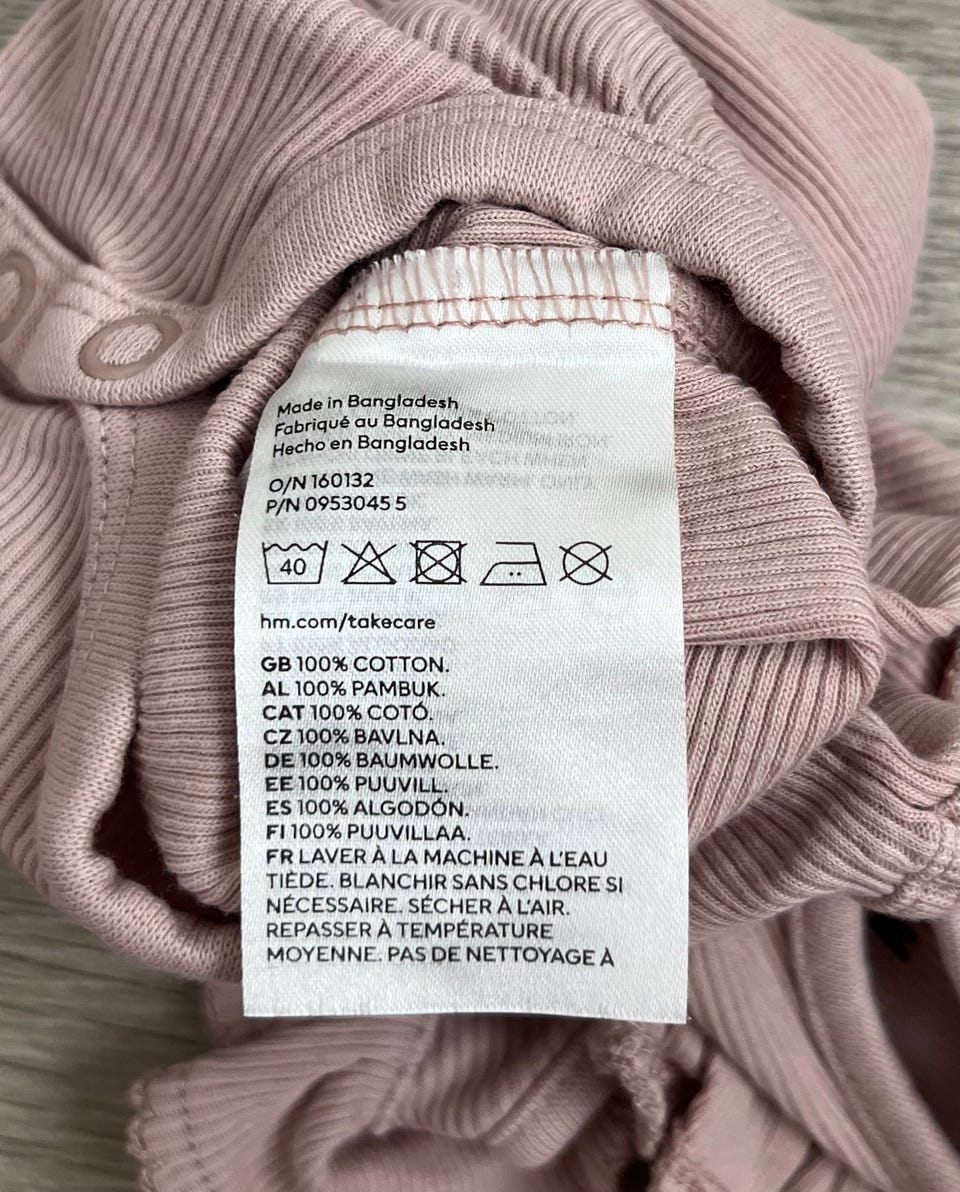 Made in Bangladesh
Fabriqué au Bangladesh
Hecho en Bangladesh
O/N 160132
P/N 0953045 5
40
hm.com/takecare
GB 100% COTTON.
AL 100% PAMBUK.
CAT 100% COTÓ.
CZ 100% BAVLNA.
DE 100% BAUMWOLLE.
EE 100% PUUVILL.
ES 100% ALGODÓN.
FI 100% PUUVILLAA.
FR LAVER À LA MACHINE À L'EAU
TIÈDE. BLANCHIR SANS CHLORE SI
NÉCESSAIRE. SÉCHER À L'AIR.
REPASSER À TEMPÉRATURE
MOYENNE. PAS DE NETTOYAGE À